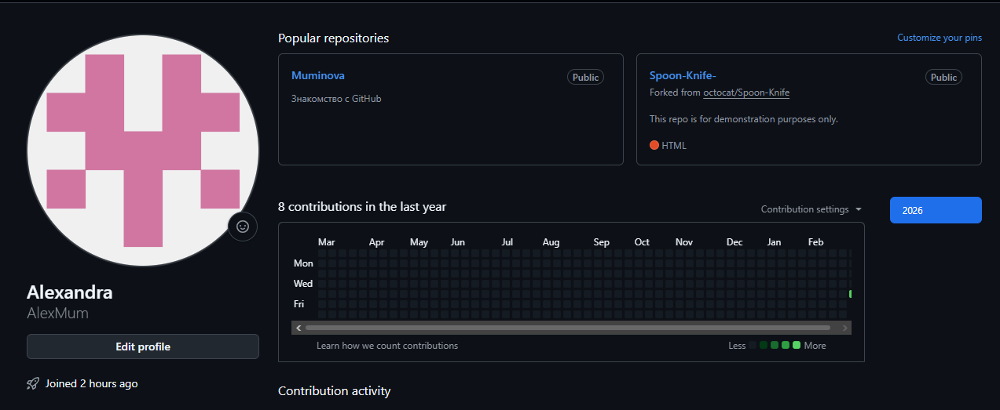 Popular repositories
Customize your pins
Muminova
Public
Знакомство с GitHub
Spoon-Knife-
Public
Forked from octocat/Spoon-Knife
This repo is for demonstration purposes only.
HTML
Alexandra
AlexMum
Edit profile
Joined 2 hours ago
8 contributions in the last year
Contribution settings
2026
Mar Apr May Jun Jul Aug Sep Oct Nov Dec Jan Feb
Mon
Wed
Fri
Learn how we count contributions
Less More
Contribution activity